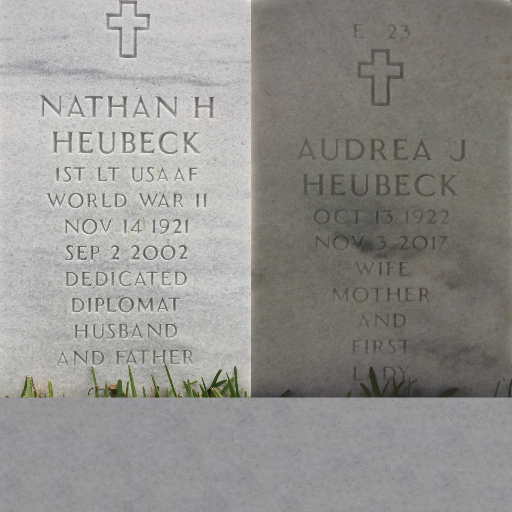 NATHAN H
HEUBECK
1ST LT USAAF
WORLD WAR II
NOV 14 1921
SEP 2 2002
DEDICATED
DIPLOMAT
HUSBAND
AND FATHER
E 23
AUDREA J
HEUBECK
OCT 13 1922
NOV 3 2017
WIFE
MOTHER
AND
FIRST
LADY